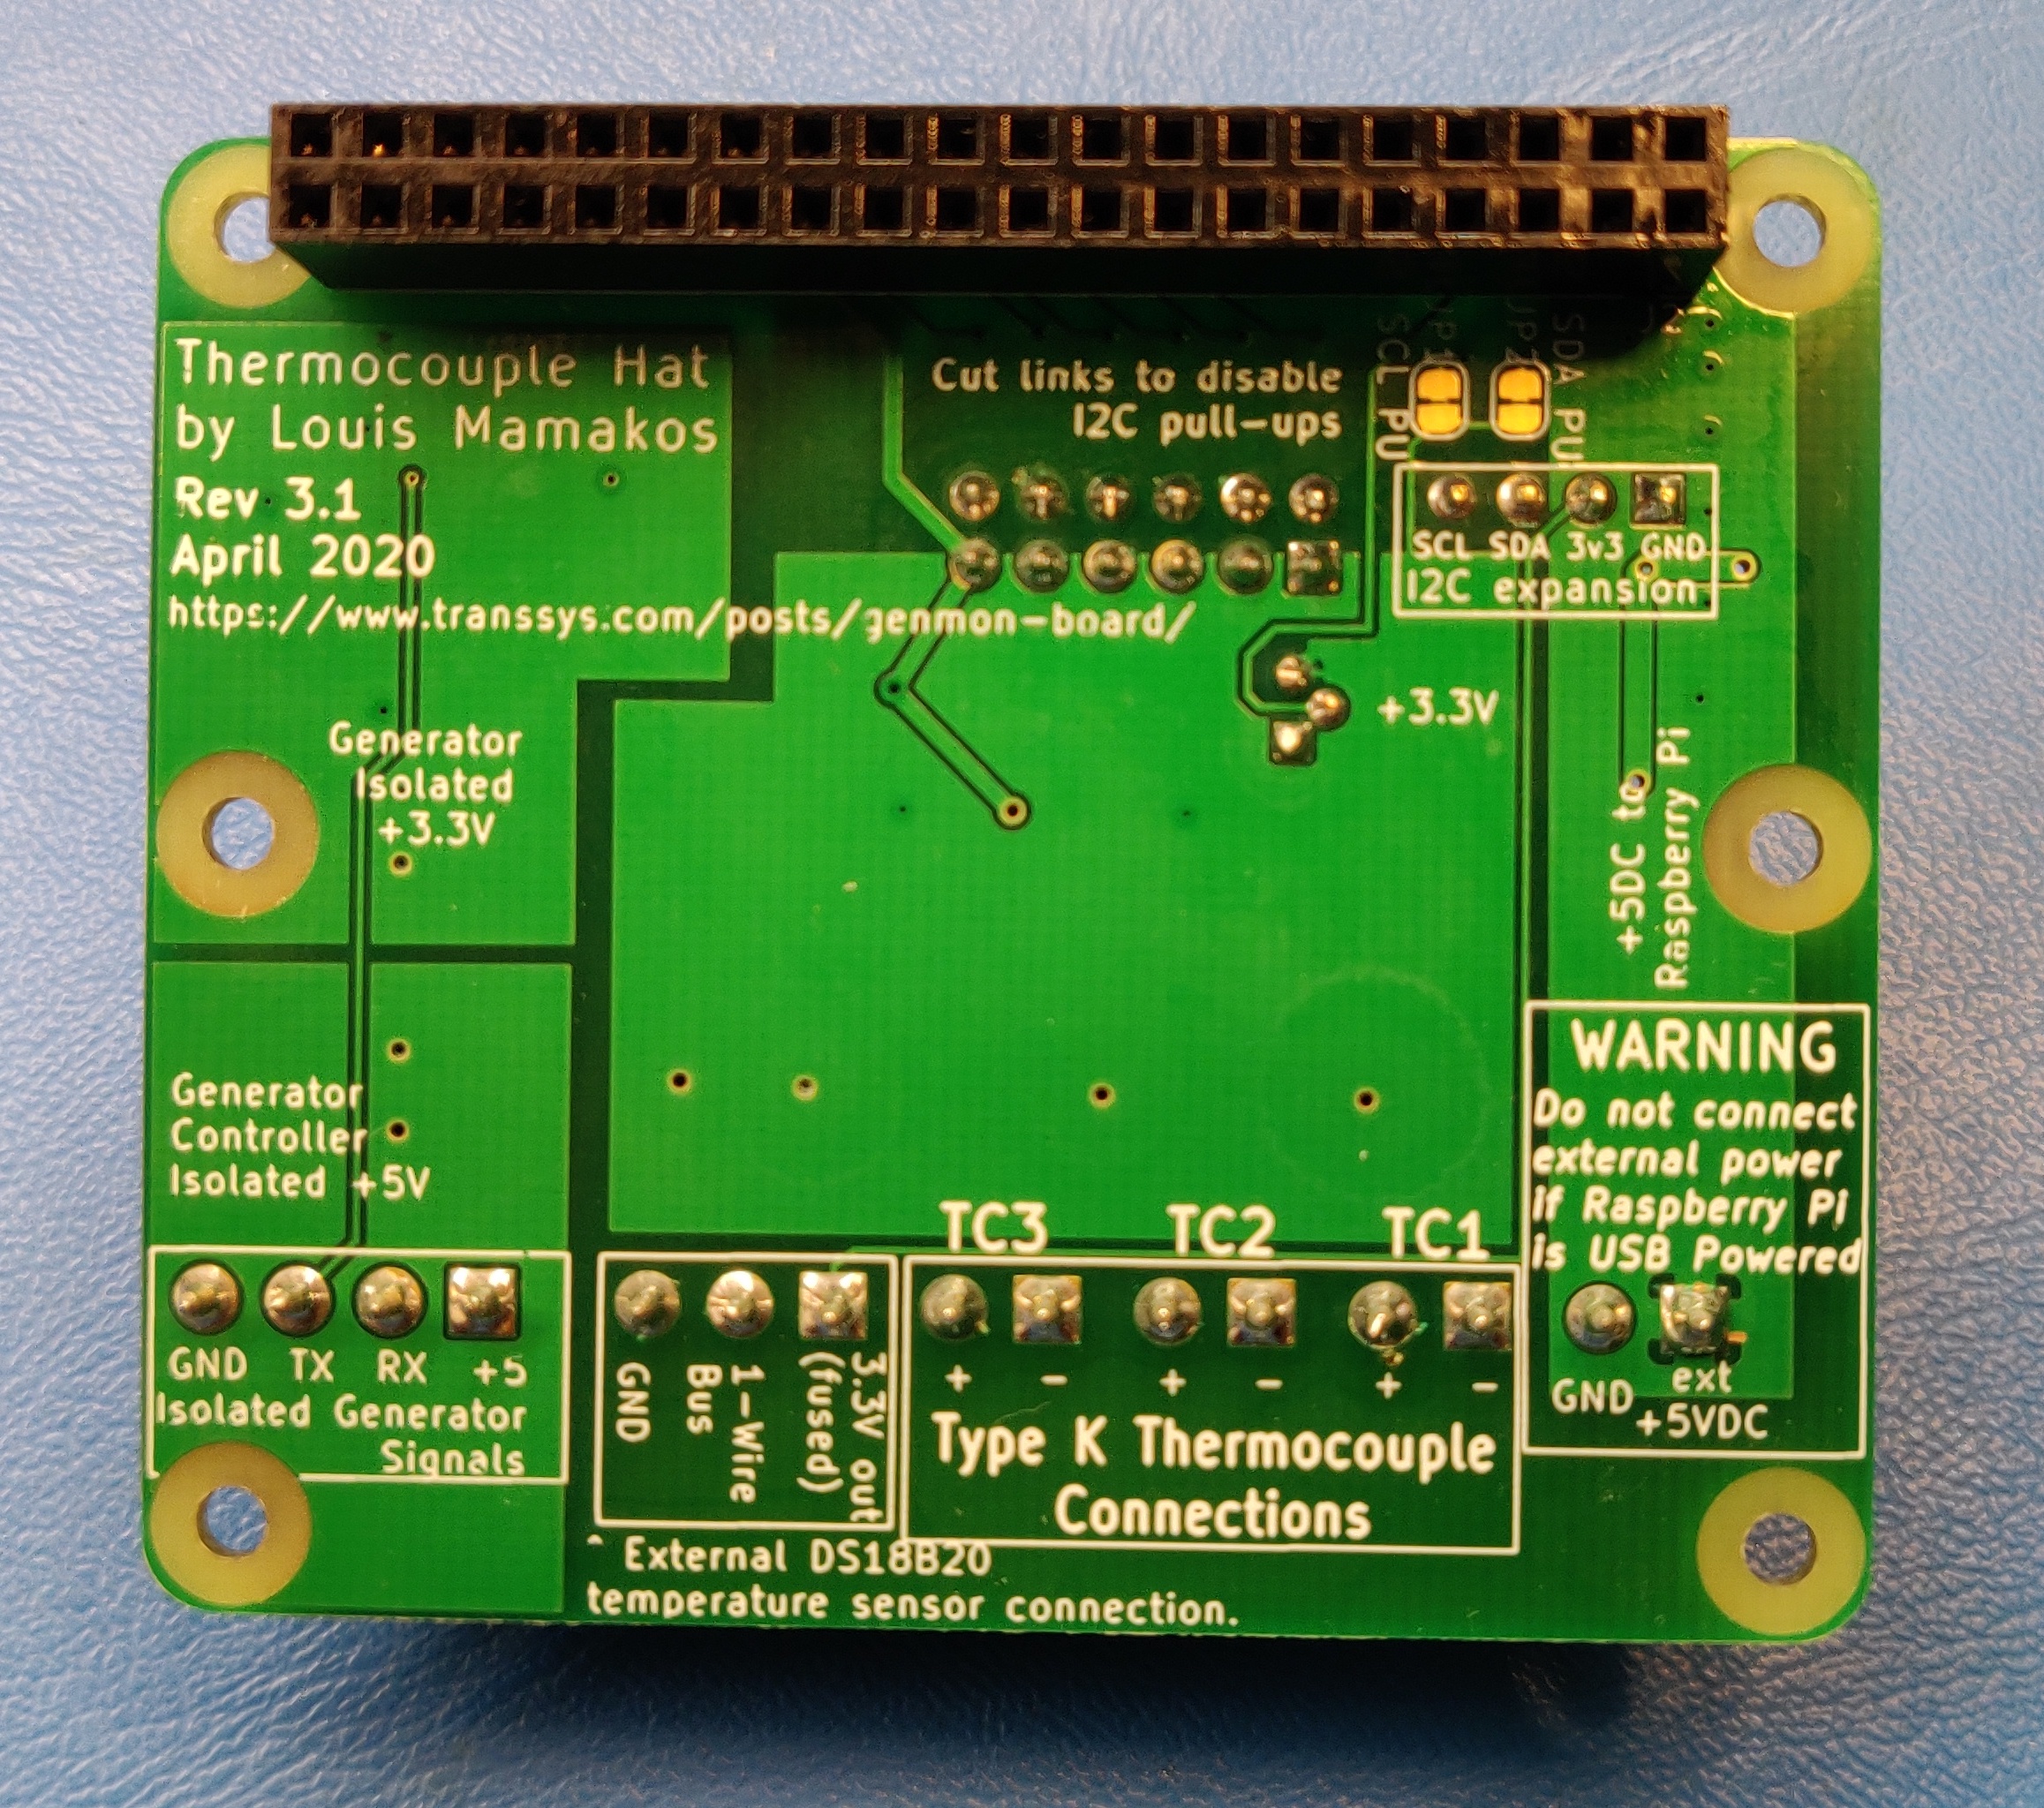 Thermocouple Hat
by Louis Mamakos
Rev 3.1
April 2020
https://www.transsys.com/posts/genmon-board/
Cut links to disable
I2C pull-ups
SCL PU
JP1
JP2
SDA PU
SCL SDA 3v3 GND
I2C expansion
+3.3V
Generator
Isolated
+3.3V
+5DC to
Raspberry Pi
Generator
Controller
Isolated +5V
WARNING
Do not connect
external power
if Raspberry Pi
is USB Powered
GND
ext
+5VDC
GND TX RX +5
Isolated Generator
Signals
GND
1-Wire
Bus
3.3V out
(fused)
^ External DS18B20
temperature sensor connection.
TC3 TC2 TC1
+ - + - + -
Type K Thermocouple
Connections